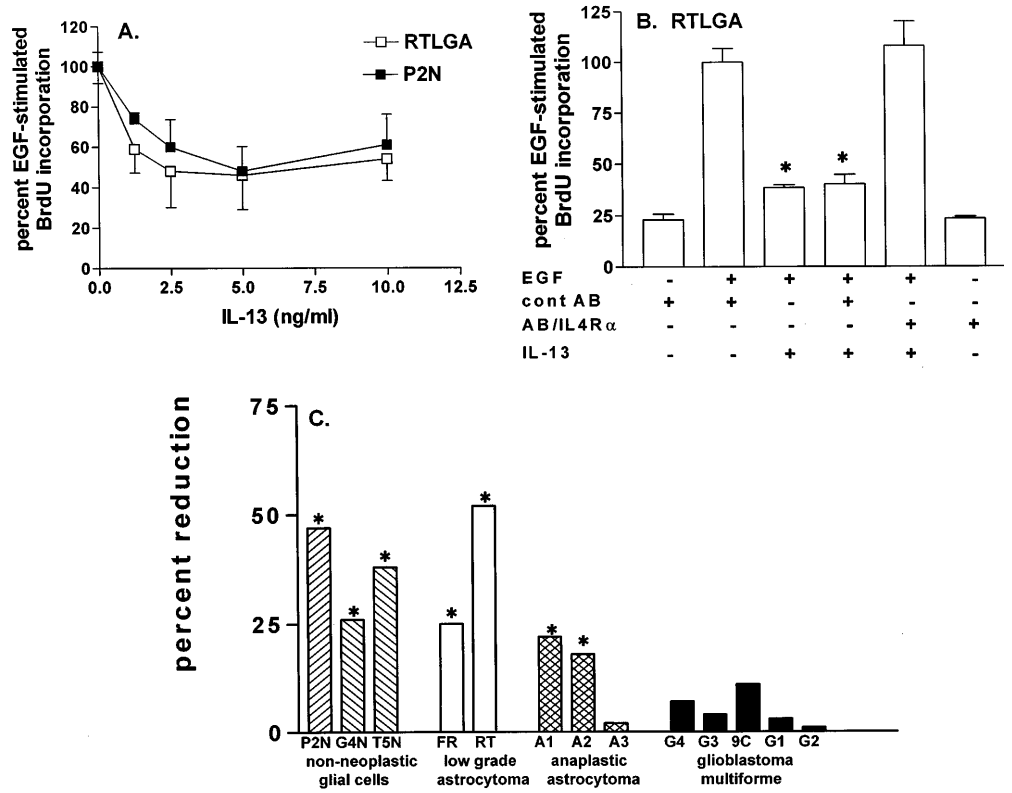 A.
RTLGA
P2N
percent EGF-stimulated
BrdU incorporation
120
100
80
60
40
20
0
0.0 2.5 5.0 7.5 10.0 12.5
IL-13 (ng/ml)
B. RTLGA
percent EGF-stimulated
BrdU incorporation
125
100
75
50
25
0
* *
EGF - + + + + -
cont AB + + - + - -
AB/IL4Rα - - - - + +
IL-13 - - + + + -
C.
percent reduction
75
50
25
0
* * * * * * *
P2N G4N T5N FR RT A1 A2 A3 G4 G3 9C G1 G2
non-neoplastic
glial cells
low grade
astrocytoma
anaplastic
astrocytoma
glioblastoma
multiforme